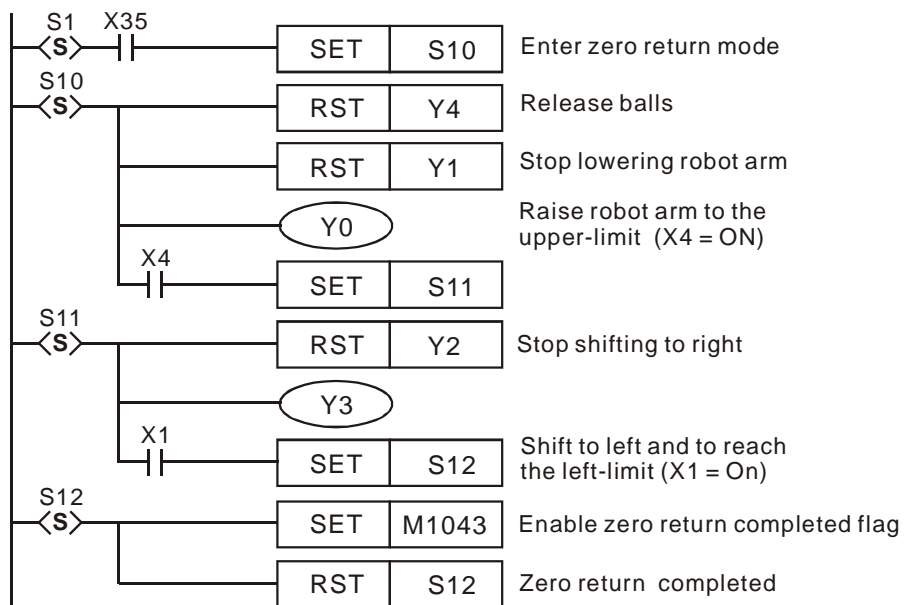 S1 X35
S SET S10 Enter zero return mode
S10
S RST Y4 Release balls
RST Y1 Stop lowering robot arm
Y0 Raise robot arm to the
upper-limit (X4 = ON)
X4
SET S11
S11
S RST Y2 Stop shifting to right
Y3
X1
SET S12 Shift to left and to reach
the left-limit (X1 = On)
S12
S SET M1043 Enable zero return completed flag
RST S12 Zero return completed